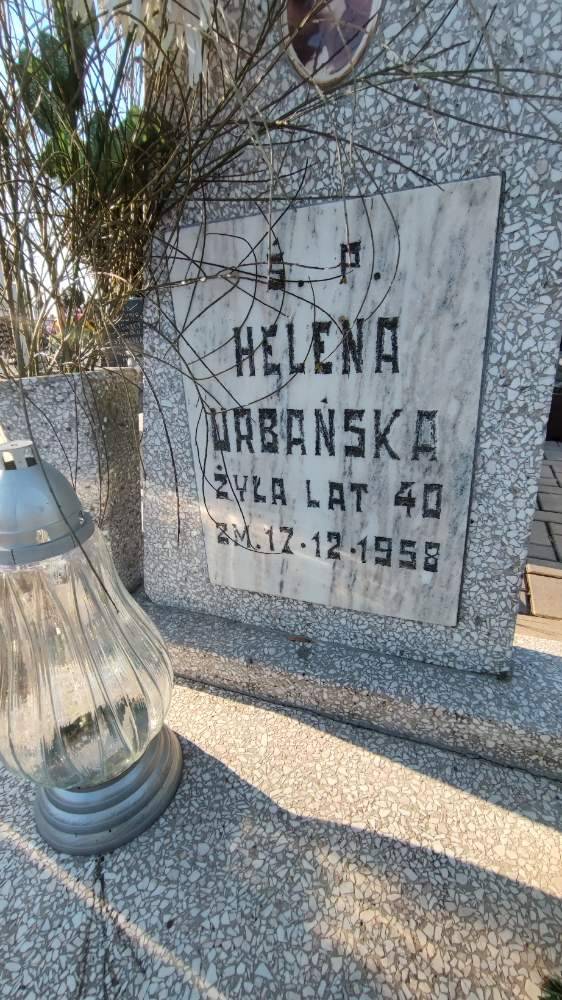 Ś. P.
HELENA
URBAŃSKA
ŻYŁA LAT 40
ZM. 17.12.1958